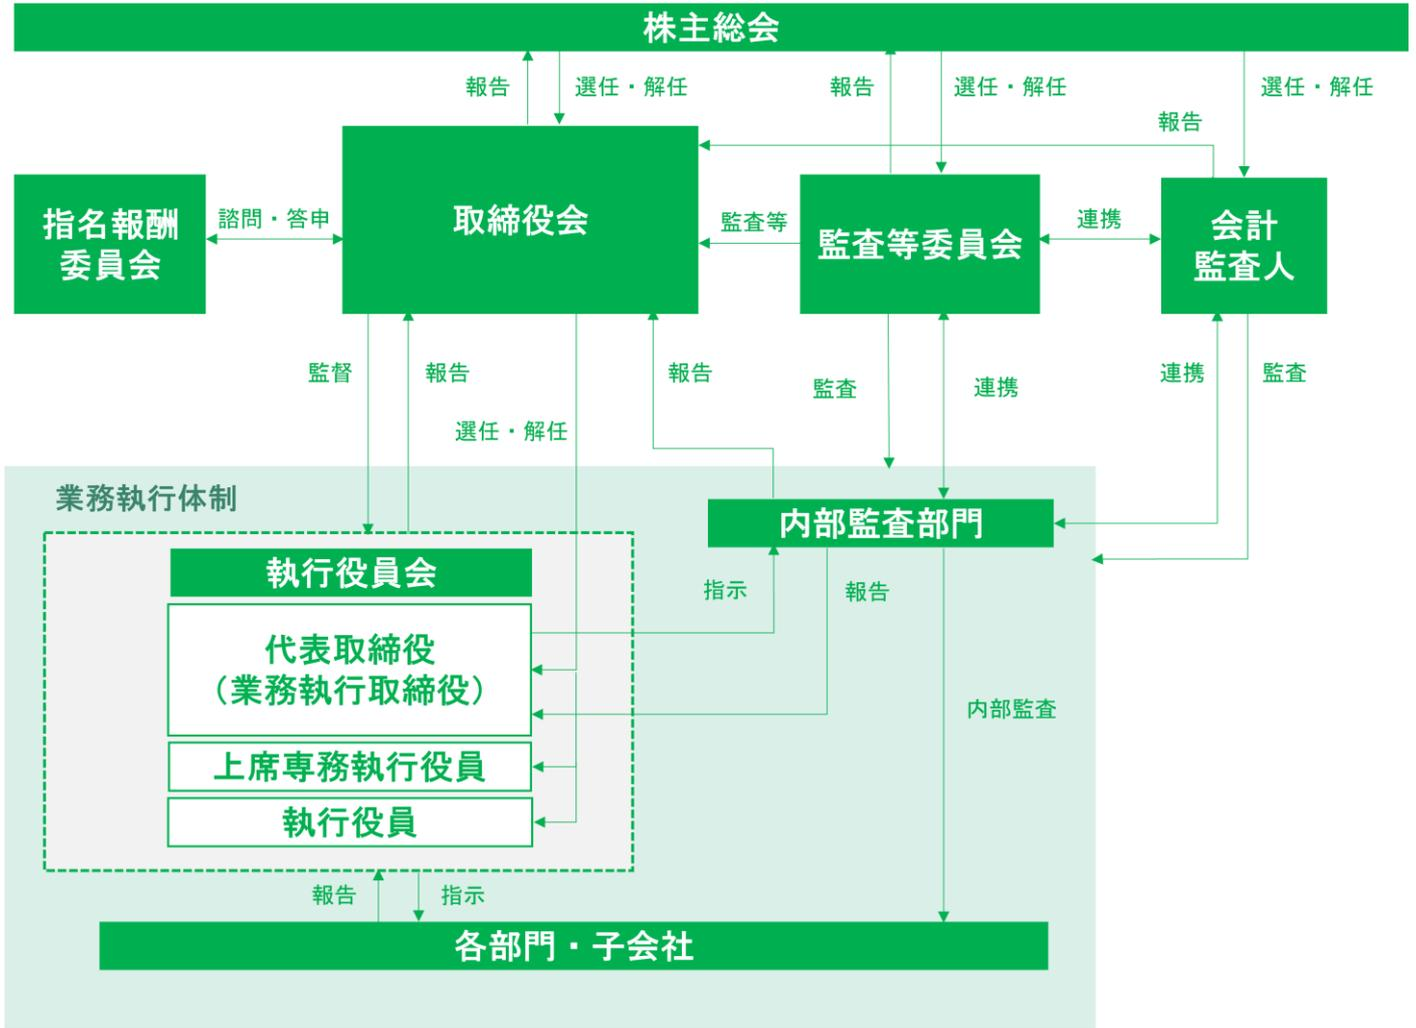 株主総会
報告
選任・解任
報告
選任・解任
選任・解任
報告
指名報酬
委員会
諮問・答申
取締役会
監査等
監査等委員会
連携
会計
監査人
監督
報告
選任・解任
報告
監査
連携
連携
監査
業務執行体制
内部監査部門
執行役員会
代表取締役
（業務執行取締役）
上席専務執行役員
執行役員
指示
報告
内部監査
報告
指示
各部門・子会社